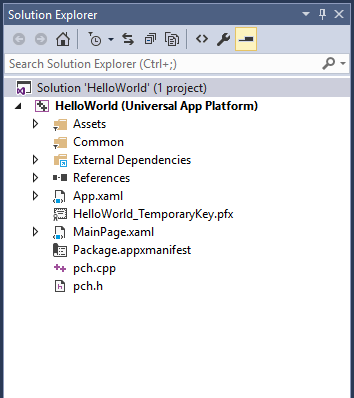 Solution Explorer
Search Solution Explorer (Ctrl+;)
Solution 'HelloWorld' (1 project)
HelloWorld (Universal App Platform)
Assets
Common
External Dependencies
References
App.xaml
HelloWorld_TemporaryKey.pfx
MainPage.xaml
Package.appxmanifest
pch.cpp
pch.h